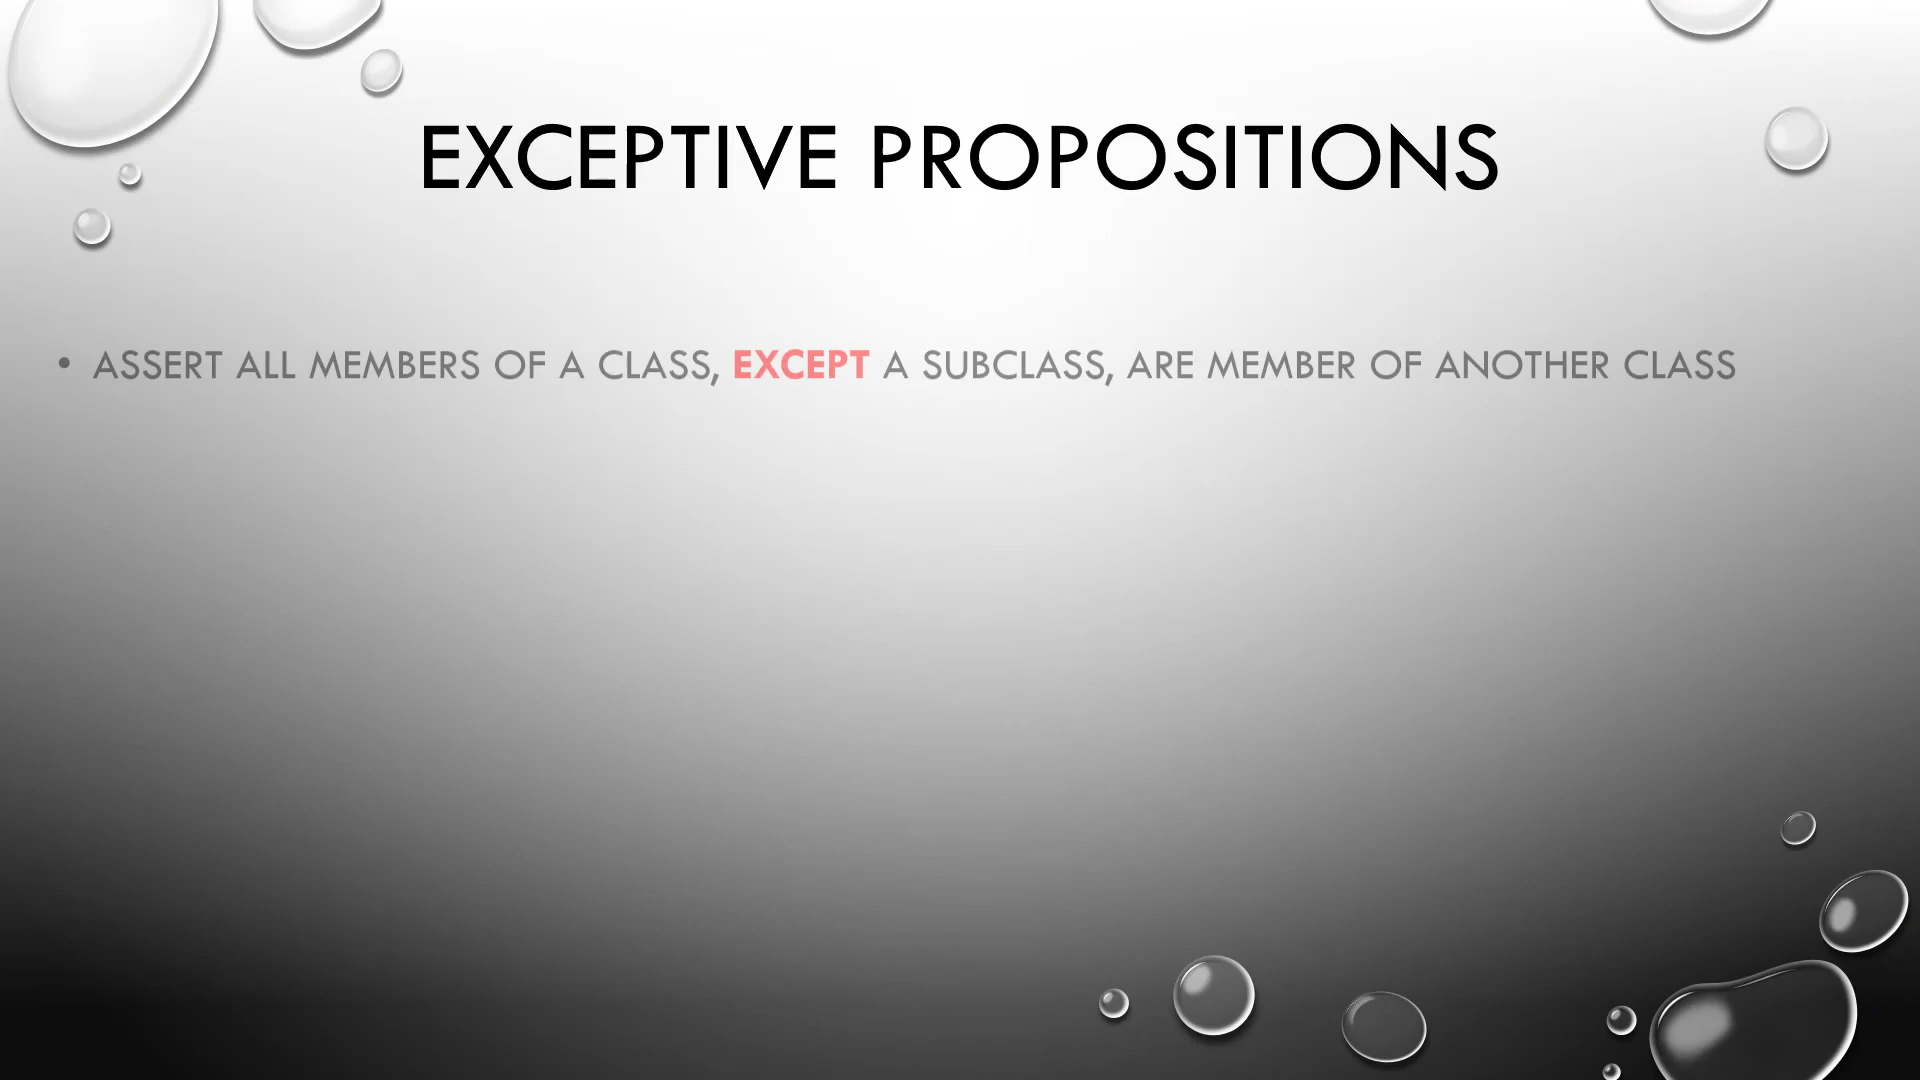 EXCEPTIVE PROPOSITIONS
• ASSERT ALL MEMBERS OF A CLASS, EXCEPT A SUBCLASS, ARE MEMBER OF ANOTHER CLASS